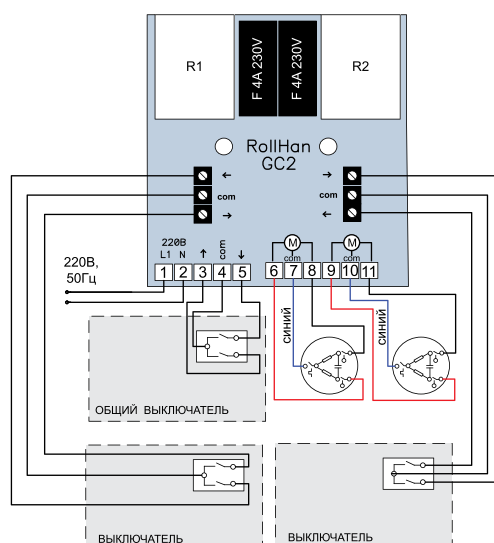 R1
F 4A 230V
F 4A 230V
R2
RollHan
GC2
←
com
→
→
com
←
220В
L1 N ↑ com ↓
M
com
M
com
1 2 3 4 5 6 7 8 9 10 11
220В,
50Гц
синий
синий
ОБЩИЙ ВЫКЛЮЧАТЕЛЬ
ВЫКЛЮЧАТЕЛЬ
ВЫКЛЮЧАТЕЛЬ